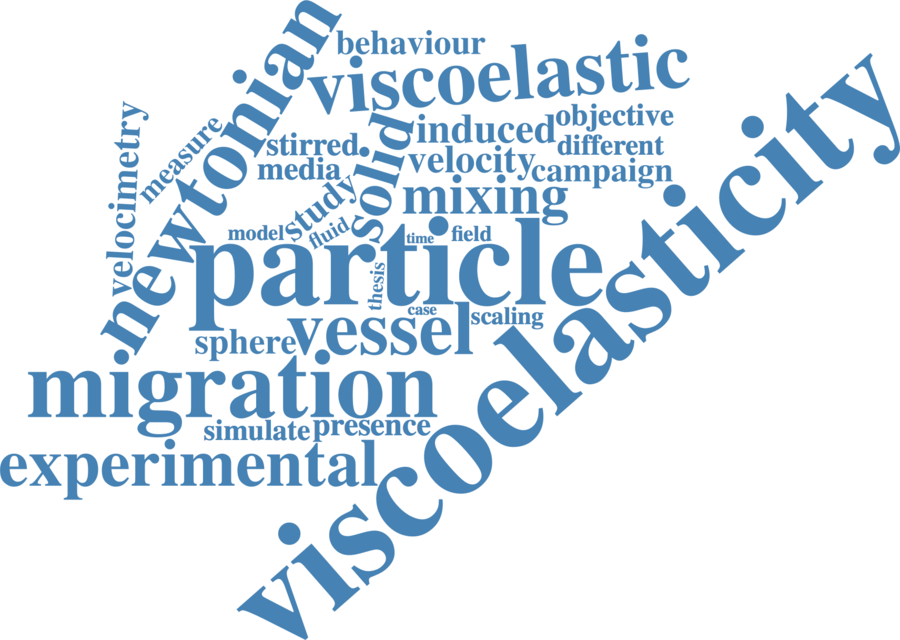 behaviour
viscoelastic
newtonian
velocimetry
measure
stirred
media
solid
induced
objective
velocity
different
campaign
study
mixing
model
fluid
time
field
particle
thesis
case
scaling
sphere
vessel
viscoelasticity
migration
simulate
presence
experimental